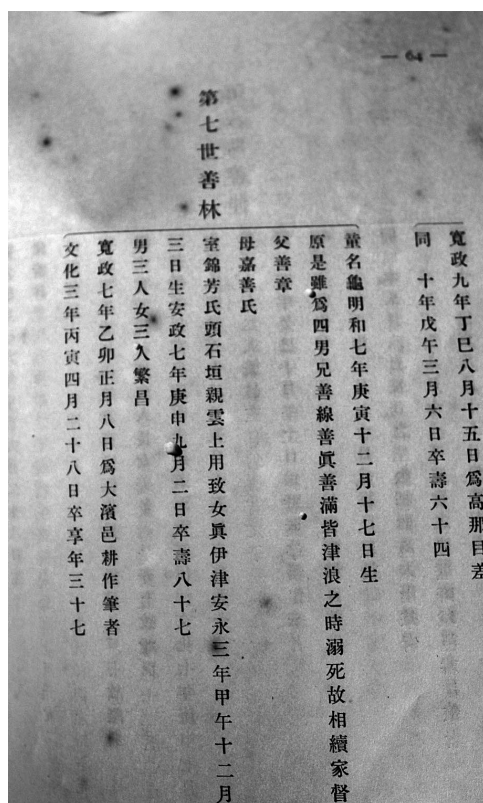 — 64 —
寬政九年丁巳八月十五日爲高那目差
同　十年戊午三月六日卒壽六十四
第七世善林
童名龜明和七年庚寅十二月十七日生
原是雖爲四男兄善線善眞善滿皆津浪之時溺死故相續家督
父善章
母嘉善氏
室錦芳氏頭石垣親雲上用致女眞伊津安永三年甲午十二月
三日生安政七年庚申九月二日卒壽八十七
男三人女三人繁昌
寬政七年乙卯正月八日爲大濱邑耕作筆者
文化三年丙寅四月二十八日卒享年三十七